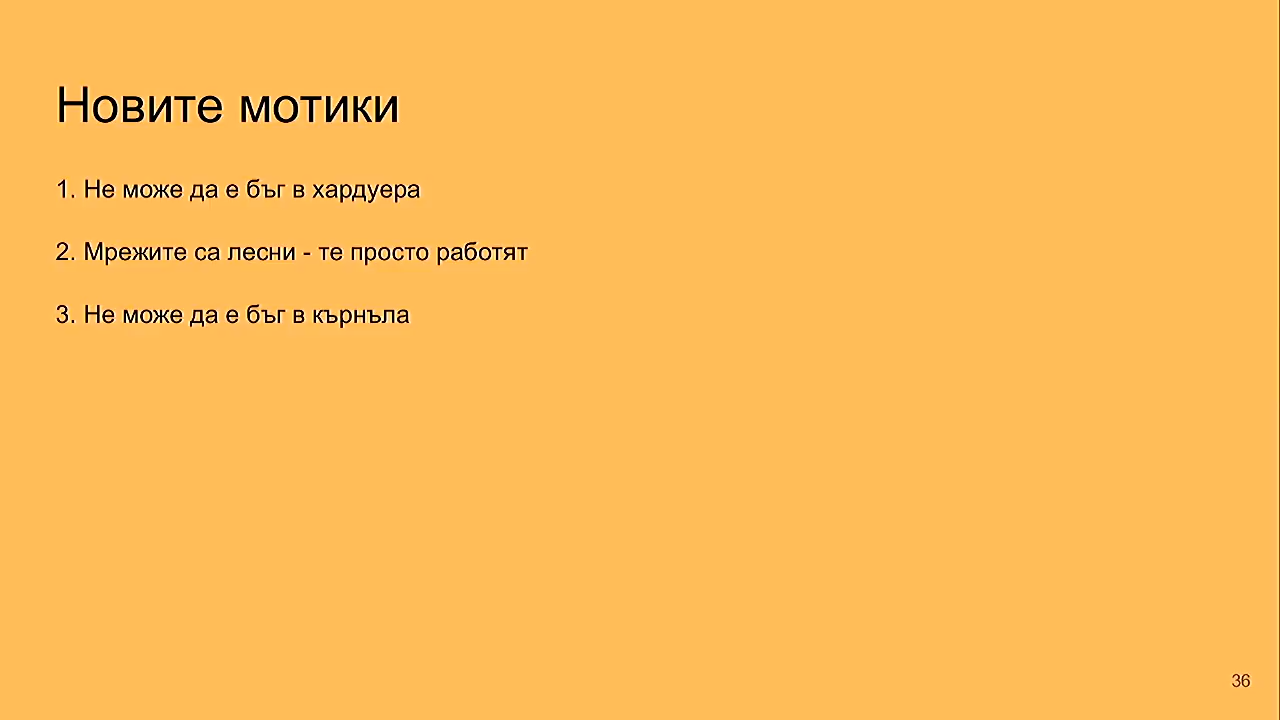 Новите мотики
1. Не може да е бъг в хардуера
2. Мрежите са лесни - те просто работят
3. Не може да е бъг в кърнъла
36